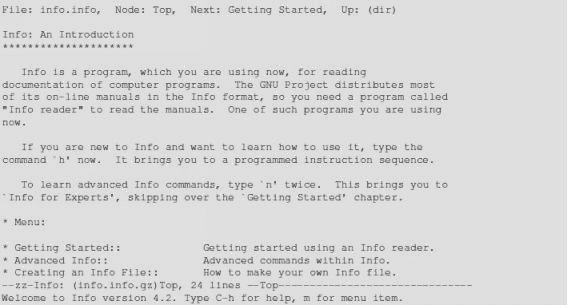 File: info.info,  Node: Top,  Next: Getting Started,  Up: (dir)
Info: An Introduction
*********************
Info is a program, which you are using now, for reading
documentation of computer programs.  The GNU Project distributes most
of its on-line manuals in the Info format, so you need a program called
"Info reader" to read the manuals.  One of such programs you are using
now.
If you are new to Info and want to learn how to use it, type the
command `h' now.  It brings you to a programmed instruction sequence.
To learn advanced Info commands, type `n' twice.  This brings you to
`Info for Experts', skipping over the `Getting Started' chapter.
* Menu:
* Getting Started::             Getting started using an Info reader.
* Advanced Info::               Advanced commands within Info.
* Creating an Info File::       How to make your own Info file.
--zz-Info: (info.info.gz)Top, 24 lines --Top-------------------------------
Welcome to Info version 4.2. Type C-h for help, m for menu item.